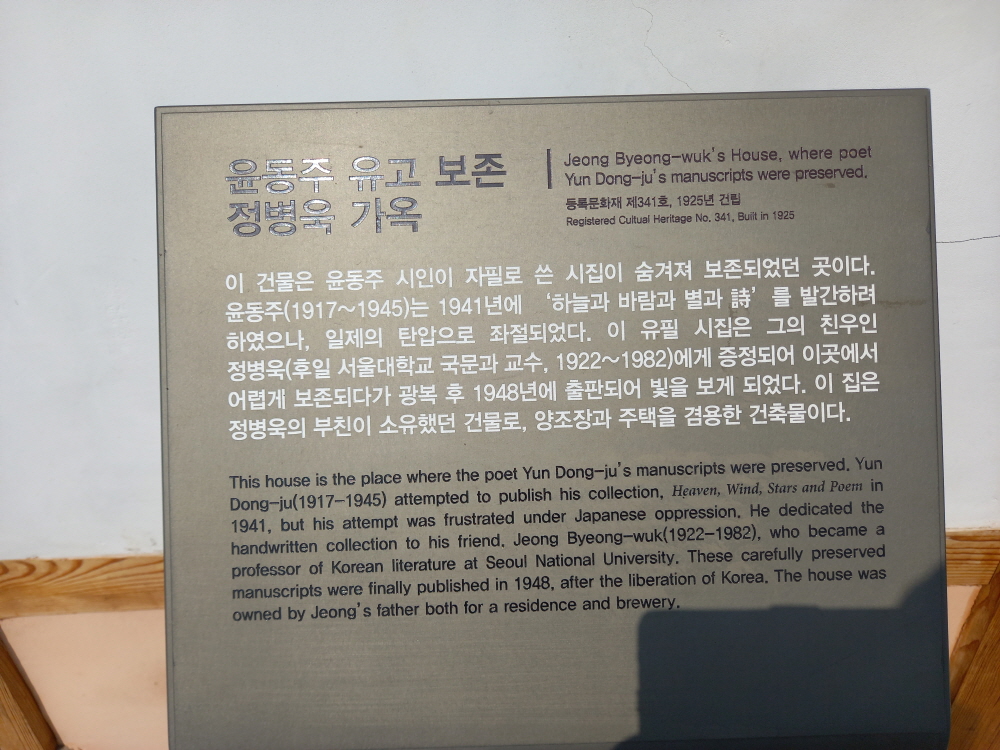 윤동주 유고 보존
정병욱 가옥
Jeong Byeong-wuk's House, where poet
Yun Dong-ju's manuscripts were preserved.
등록문화재 제341호, 1925년 건립
Registered Cultual Heritage No. 341, Built in 1925
이 건물은 윤동주 시인이 자필로 쓴 시집이 숨겨져 보존되었던 곳이다.
윤동주(1917~1945)는 1941년에 '하늘과 바람과 별과 詩'를 발간하려
하였으나, 일제의 탄압으로 좌절되었다. 이 유필 시집은 그의 친우인
정병욱(후일 서울대학교 국문과 교수, 1922~1982)에게 증정되어 이곳에서
어렵게 보존되다가 광복 후 1948년에 출판되어 빛을 보게 되었다. 이 집은
정병욱의 부친이 소유했던 건물로, 양조장과 주택을 겸용한 건축물이다.
This house is the place where the poet Yun Dong-ju's manuscripts were preserved. Yun
Dong-ju(1917-1945) attempted to publish his collection, Heaven, Wind, Stars and Poem in
1941, but his attempt was frustrated under Japanese oppression. He dedicated the
handwritten collection to his friend, Jeong Byeong-wuk(1922-1982), who became a
professor of Korean literature at Seoul National University. These carefully preserved
manuscripts were finally published in 1948, after the liberation of Korea. The house was
owned by Jeong's father both for a residence and brewery.